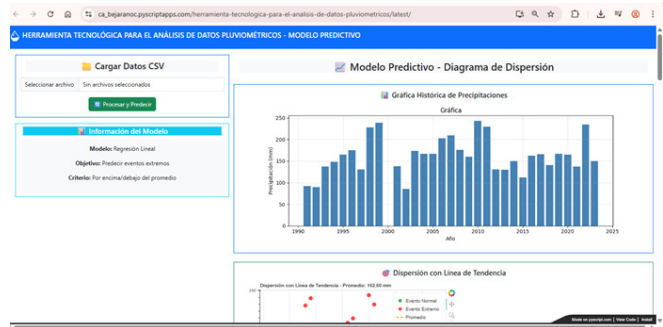 ca_bejaranoc.pyscriptapps.com/herramienta-tecnologica-para-el-analisis-de-datos-pluviometricos/latest/
HERRAMIENTA TECNOLÓGICA PARA EL ANÁLISIS DE DATOS PLUVIOMÉTRICOS - MODELO PREDICTIVO
Cargar Datos CSV
Seleccionar archivo Sin archivos seleccionados
Procesar y Predecir
Información del Modelo
Modelo: Regresión Lineal
Objetivo: Predecir eventos extremos
Criterio: Por encima/debajo del promedio
Modelo Predictivo - Diagrama de Dispersión
Gráfica Histórica de Precipitaciones
Gráfica
Precipitación (mm)
250
200
150
100
50
0
1990 1995 2000 2005 2010 2015 2020 2025
Año
Dispersión con Línea de Tendencia
Dispersión con Línea de Tendencia - Promedio: 162.60 mm
250
Evento Normal
Evento Extremo
Promedio
Made on pyscript.com | View Code | Install